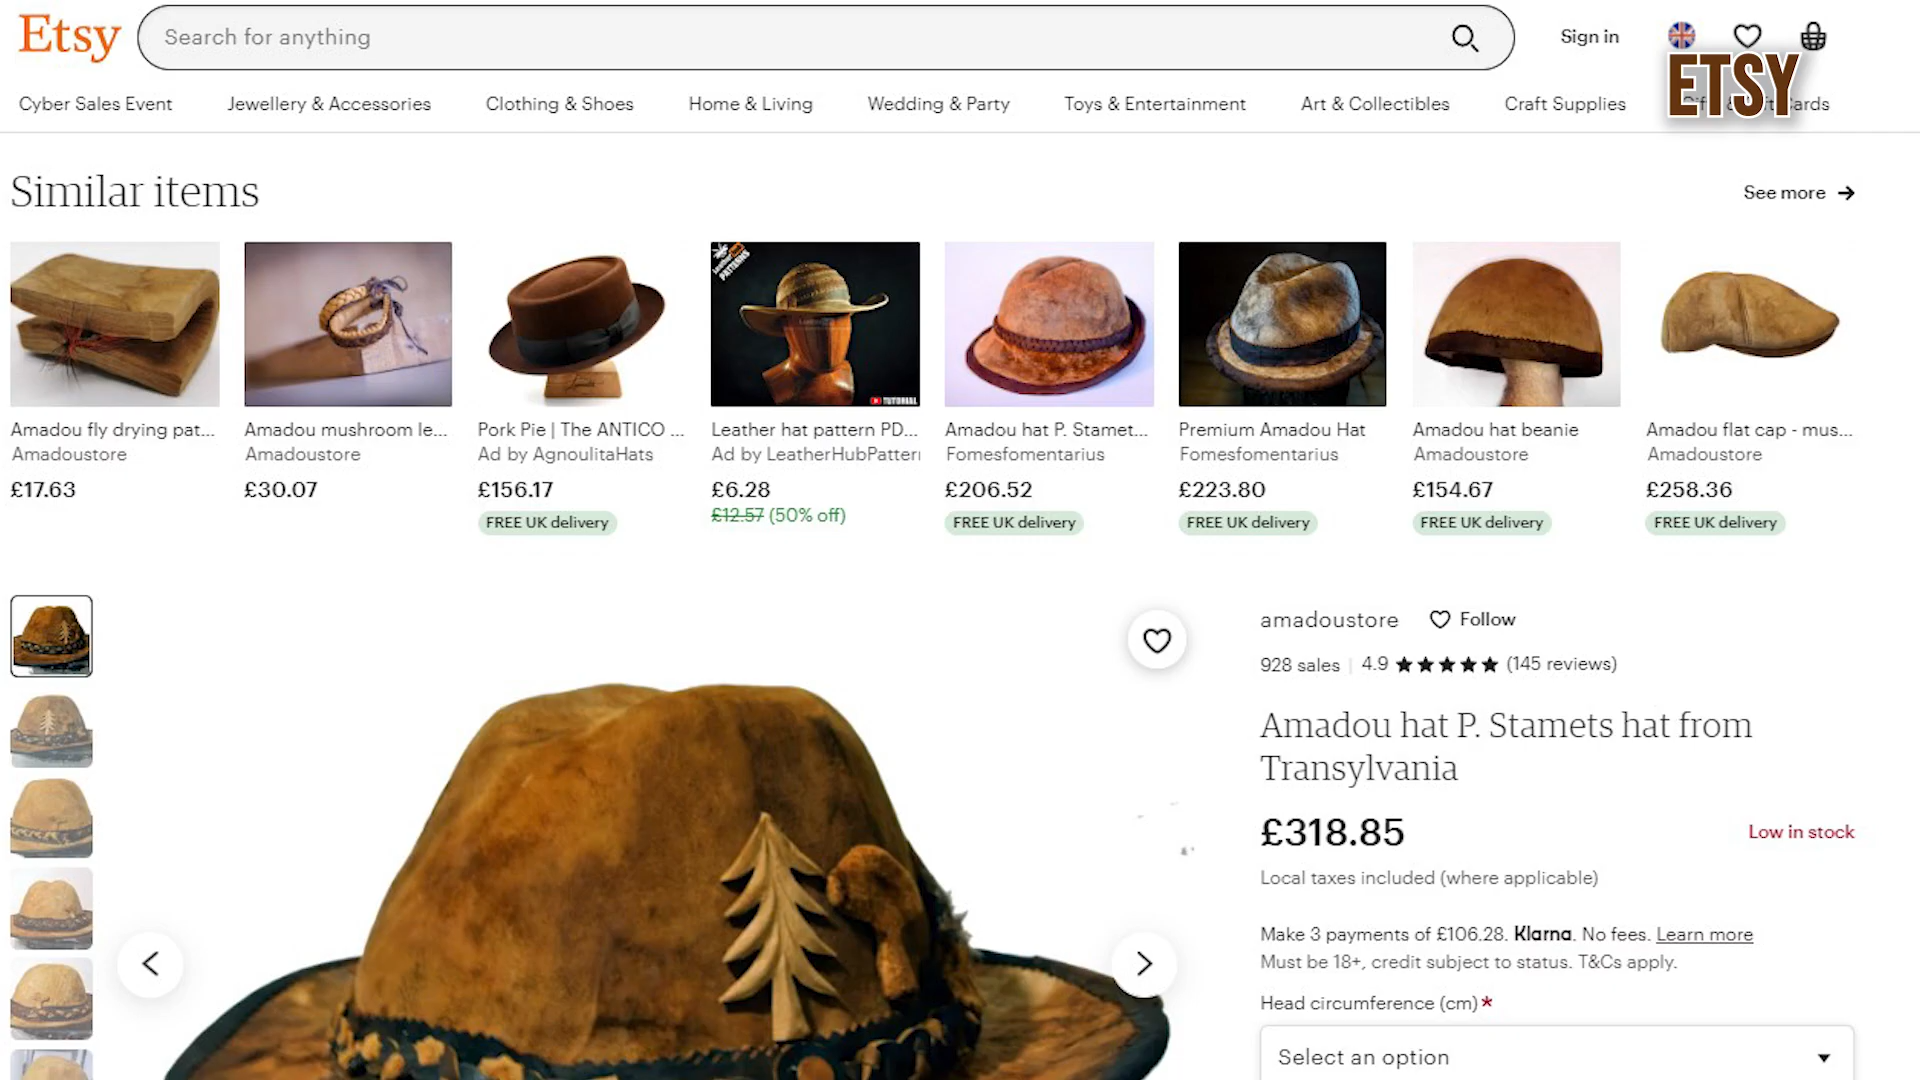 Etsy
Search for anything
Sign in
ETSY
Cyber Sales Event
Jewellery & Accessories
Clothing & Shoes
Home & Living
Wedding & Party
Toys & Entertainment
Art & Collectibles
Craft Supplies
Cards
Similar items
See more
PATTERNS
TUTORIAL
Amadou fly drying pat...
Amadoustore
£17.63
Amadou mushroom le...
Amadoustore
£30.07
Pork Pie | The ANTICO ...
Ad by AgnoulitaHats
£156.17
FREE UK delivery
Leather hat pattern PD...
Ad by LeatherHubPatter
£6.28
£12.57 (50% off)
Amadou hat P. Stamet...
Fomesfomentarius
£206.52
FREE UK delivery
Premium Amadou Hat
Fomesfomentarius
£223.80
FREE UK delivery
Amadou hat beanie
Amadoustore
£154.67
FREE UK delivery
Amadou flat cap - mus...
Amadoustore
£258.36
FREE UK delivery
amadoustore
Follow
928 sales | 4.9 ★★★★★ (145 reviews)
Amadou hat P. Stamets hat from
Transylvania
£318.85
Low in stock
Local taxes included (where applicable)
Make 3 payments of £106.28. Klarna. No fees. Learn more
Must be 18+, credit subject to status. T&Cs apply.
Head circumference (cm) *
Select an option